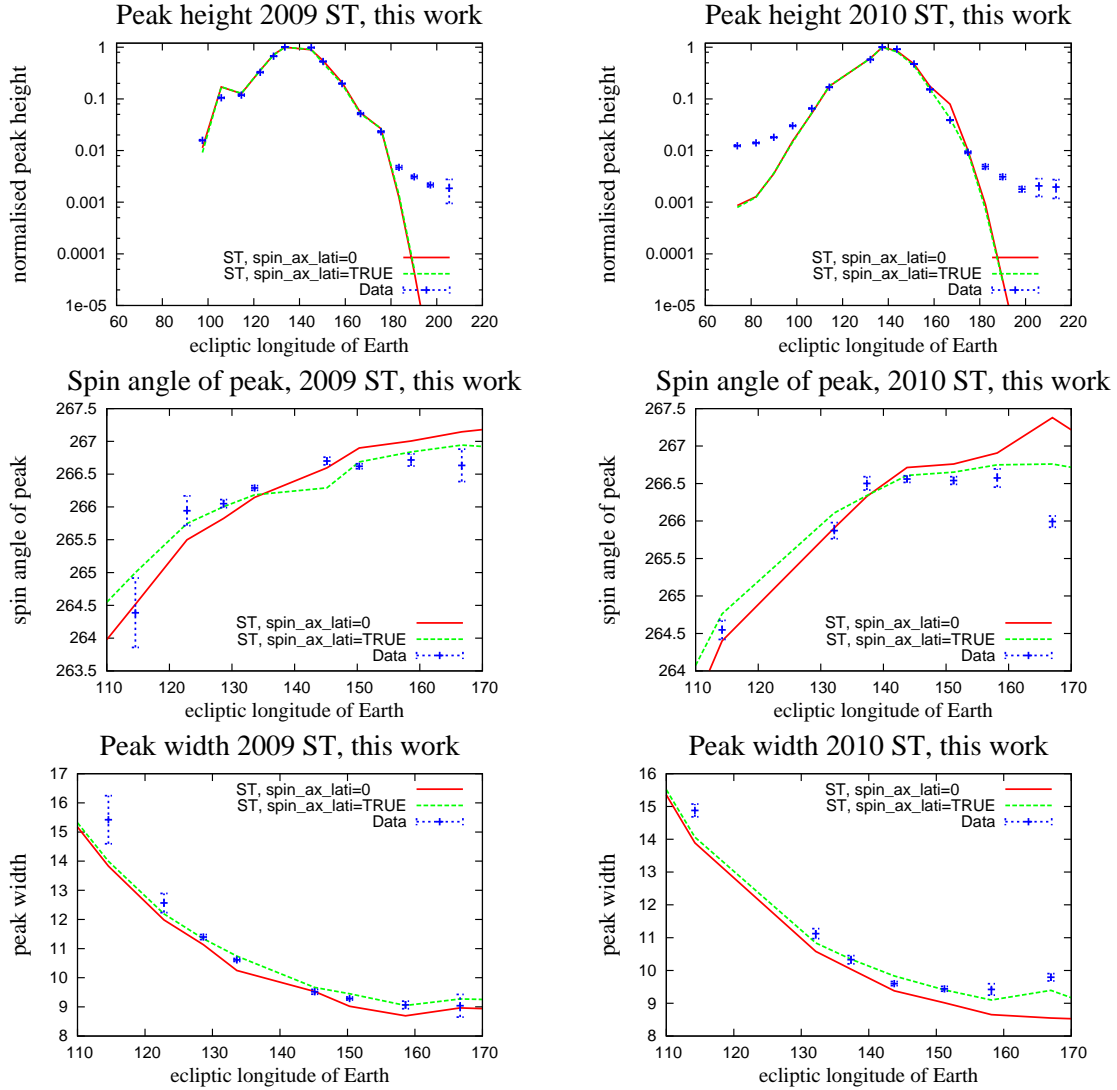 Peak height 2009 ST, this work
normalised peak height
1
0.1
0.01
0.001
0.0001
1e-05
ST, spin_ax_lati=0
ST, spin_ax_lati=TRUE
Data
60 80 100 120 140 160 180 200 220
ecliptic longitude of Earth
Peak height 2010 ST, this work
normalised peak height
1
0.1
0.01
0.001
0.0001
1e-05
ST, spin_ax_lati=0
ST, spin_ax_lati=TRUE
Data
60 80 100 120 140 160 180 200 220
ecliptic longitude of Earth
Spin angle of peak, 2009 ST, this work
spin angle of peak
267.5
267
266.5
266
265.5
265
264.5
264
263.5
ST, spin_ax_lati=0
ST, spin_ax_lati=TRUE
Data
110 120 130 140 150 160 170
ecliptic longitude of Earth
Spin angle of peak, 2010 ST, this work
spin angle of peak
267.5
267
266.5
266
265.5
265
264.5
264
ST, spin_ax_lati=0
ST, spin_ax_lati=TRUE
Data
110 120 130 140 150 160 170
ecliptic longitude of Earth
Peak width 2009 ST, this work
peak width
17
16
15
14
13
12
11
10
9
8
ST, spin_ax_lati=0
ST, spin_ax_lati=TRUE
Data
110 120 130 140 150 160 170
ecliptic longitude of Earth
Peak width 2010 ST, this work
peak width
16
15
14
13
12
11
10
9
8
ST, spin_ax_lati=0
ST, spin_ax_lati=TRUE
Data
110 120 130 140 150 160 170
ecliptic longitude of Earth